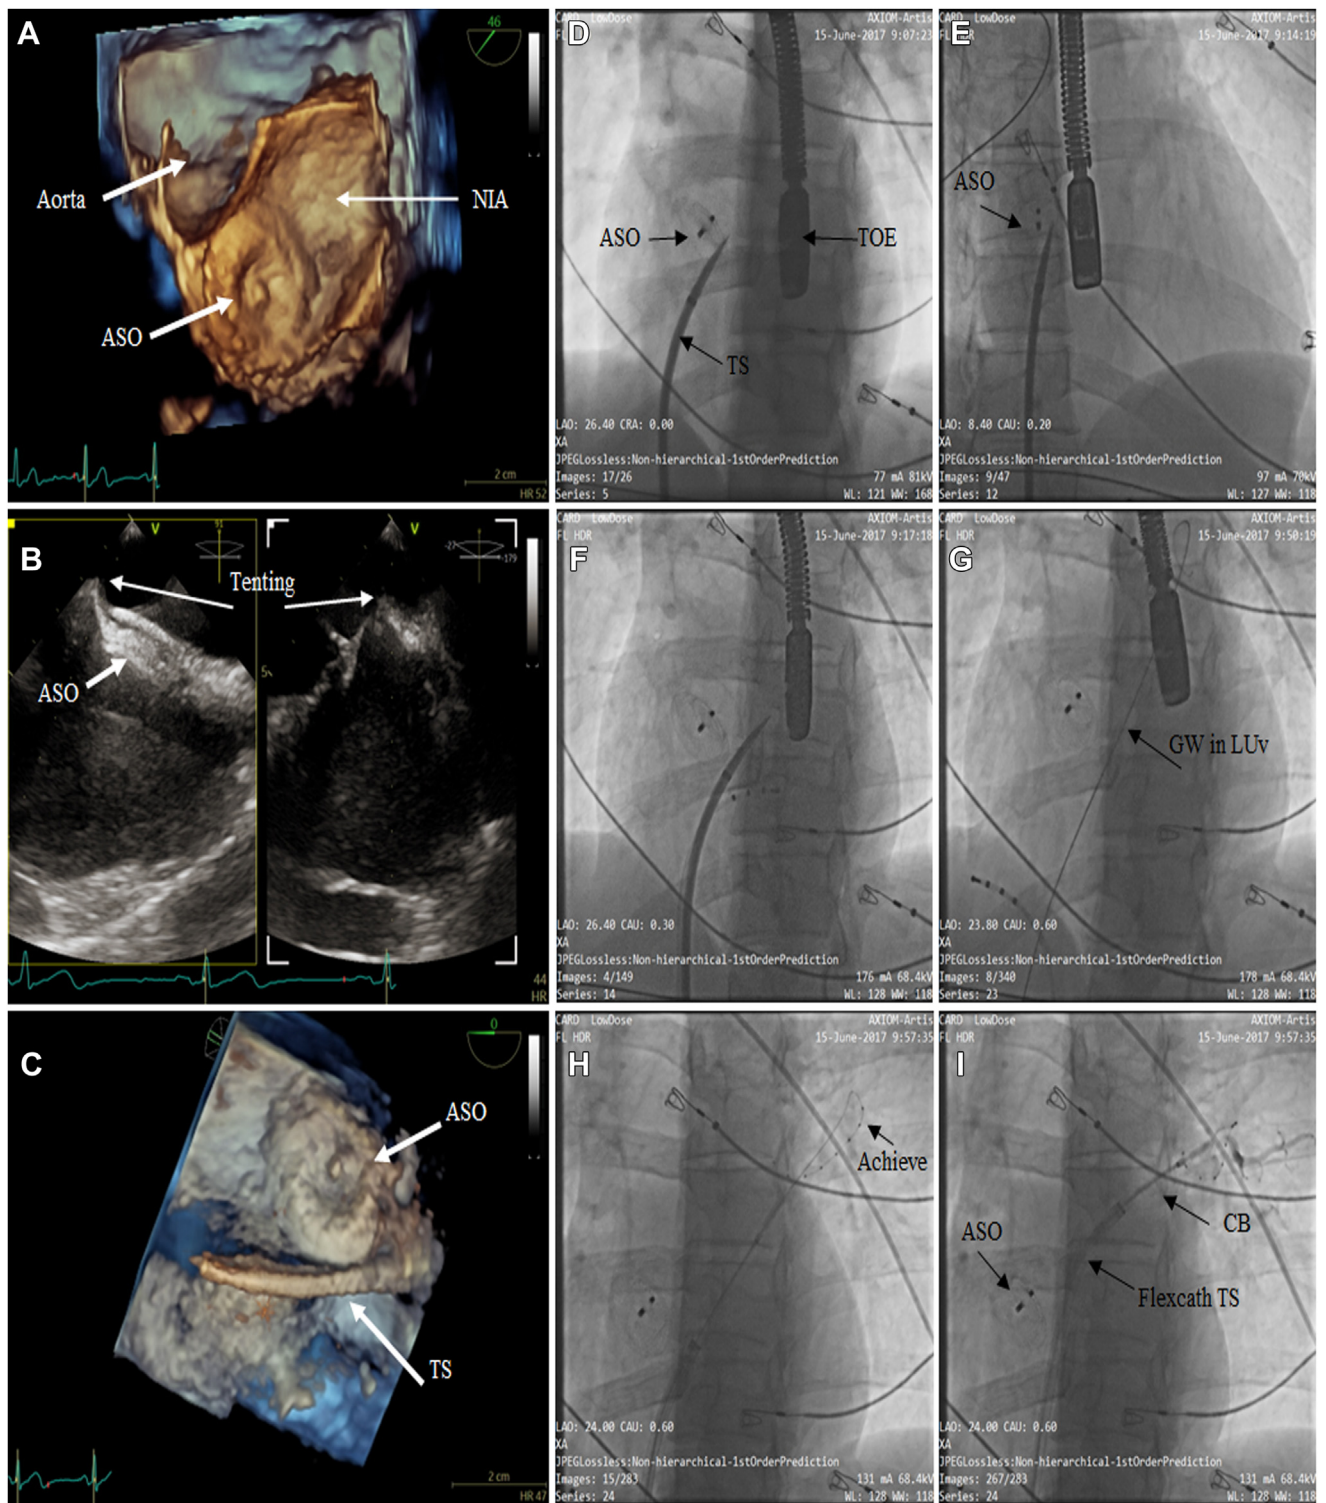 A
46
Aorta
NIA
ASO
2 cm
HR 52
B
V
91
V
-27
-179
Tenting
ASO
5
44
HR
C
0
ASO
TS
2 cm
HR 47
D
CARD LowDose
AXIOM-Artis
15-June-2017 9:07:23
ASO
TOE
TS
LAO: 26.40 CRA: 0.00
XA
JPEGLossless:Non-hierarchical-1stOrderPrediction
Images: 17/26
77 mA 81kV
Series: 5
WL: 121 WW: 168
E
CARD LowDose
AXIOM-Artis
FL HDR
15-June-2017 9:14:19
ASO
LAO: 8.40 CAU: 0.20
XA
JPEGLossless:Non-hierarchical-1stOrderPrediction
Images: 9/47
97 mA 70kV
Series: 12
WL: 127 WW: 118
F
CARD LowDose
AXIOM-Artis
FL HDR
15-June-2017 9:17:18
LAO: 26.40 CAU: 0.30
XA
JPEGLossless:Non-hierarchical-1stOrderPrediction
Images: 4/149
176 mA 68.4kV
Series: 14
WL: 128 WW: 118
G
CARD LowDose
AXIOM-Artis
FL HDR
15-June-2017 9:50:19
GW in LUv
LAO: 23.80 CAU: 0.60
XA
JPEGLossless:Non-hierarchical-1stOrderPrediction
Images: 8/340
178 mA 68.4kV
Series: 23
WL: 128 WW: 118
H
CARD LowDose
AXIOM-Artis
FL HDR
15-June-2017 9:57:35
Achieve
LAO: 24.00 CAU: 0.60
XA
JPEGLossless:Non-hierarchical-1stOrderPrediction
Images: 15/283
131 mA 68.4kV
Series: 24
WL: 128 WW: 118
I
CARD LowDose
AXIOM-Artis
FL HDR
15-June-2017 9:57:35
CB
ASO
Flexcath TS
LAO: 24.00 CAU: 0.60
XA
JPEGLossless:Non-hierarchical-1stOrderPrediction
Images: 267/283
131 mA 68.4kV
Series: 24
WL: 128 WW: 118